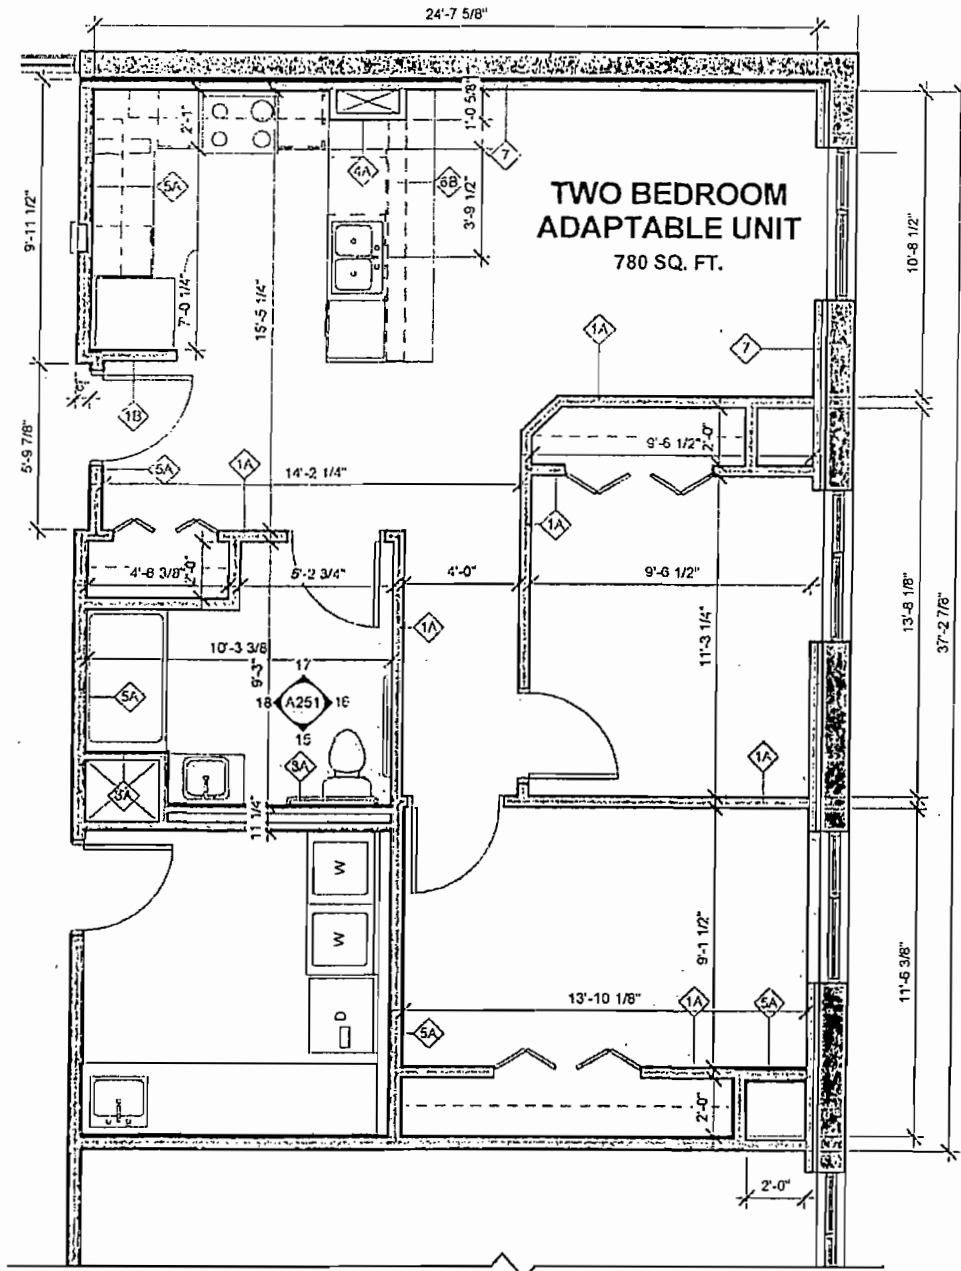 24'-7 5/8"
2'-1"
1'-0 5/8"
4A
6B
7
5A
3'-9 1/2"
TWO BEDROOM
ADAPTABLE UNIT
780 SQ. FT.
9'-11 1/2"
10'-8 1/2"
7'-0 1/4"
15'-5 1/4"
1A
7
1B
5'-9 7/8"
5A
1A
14'-2 1/4"
9'-6 1/2"
2'-0"
1A
4'-8 3/8"
2'-0"
5'-2 3/4"
4'-0"
9'-6 1/2"
1A
11'-3 1/4"
13'-8 1/8"
37'-2 7/8"
10'-3 3/8
9'-3"
17
18 A251 16
15
5A
3A
3A
1A
11 1/4"
W
W
D
9'-1 1/2"
11'-6 3/8"
13'-10 1/8"
1A
5A
5A
2'-0"
2'-0"